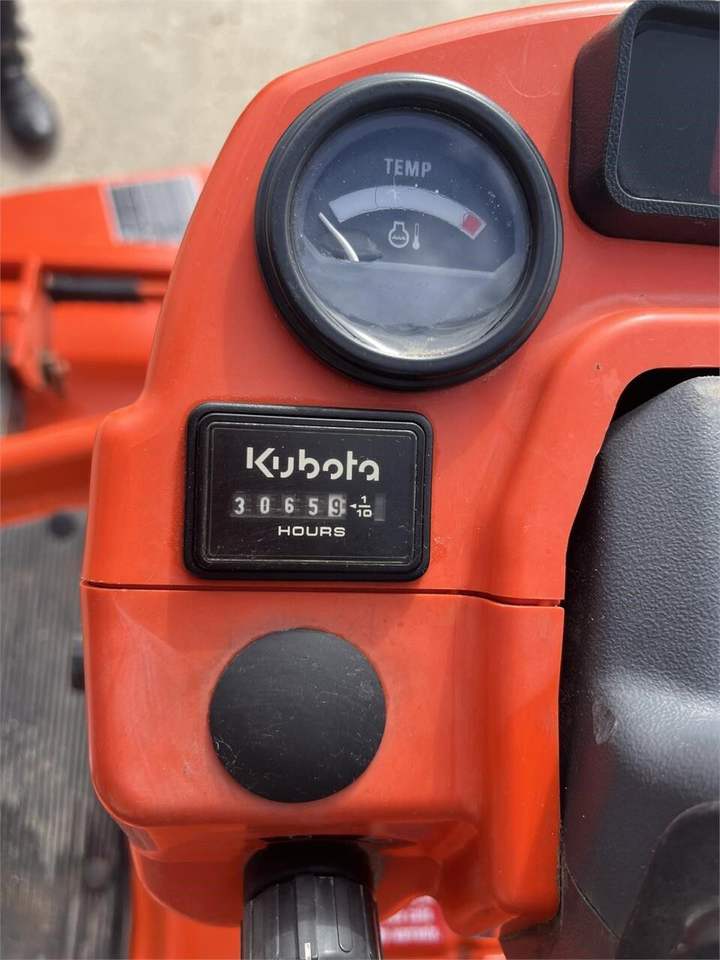 TEMP
Kubota
30659 1/10
HOURS